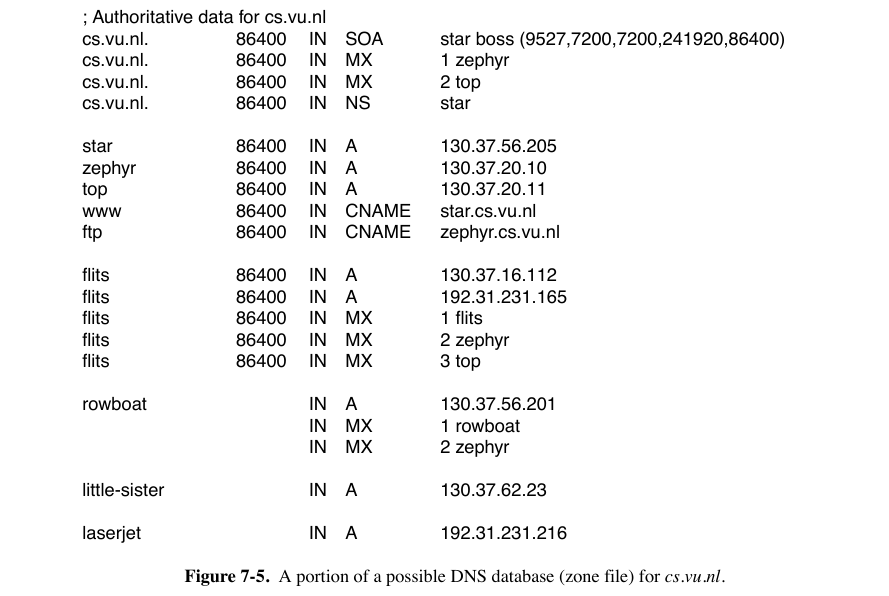 ; Authoritative data for cs.vu.nl
cs.vu.nl. 86400 IN SOA star boss (9527,7200,7200,241920,86400)
cs.vu.nl. 86400 IN MX 1 zephyr
cs.vu.nl. 86400 IN MX 2 top
cs.vu.nl. 86400 IN NS star
star 86400 IN A 130.37.56.205
zephyr 86400 IN A 130.37.20.10
top 86400 IN A 130.37.20.11
www 86400 IN CNAME star.cs.vu.nl
ftp 86400 IN CNAME zephyr.cs.vu.nl
flits 86400 IN A 130.37.16.112
flits 86400 IN A 192.31.231.165
flits 86400 IN MX 1 flits
flits 86400 IN MX 2 zephyr
flits 86400 IN MX 3 top
rowboat IN A 130.37.56.201
IN MX 1 rowboat
IN MX 2 zephyr
little-sister IN A 130.37.62.23
laserjet IN A 192.31.231.216
Figure 7-5. A portion of a possible DNS database (zone file) for cs.vu.nl.